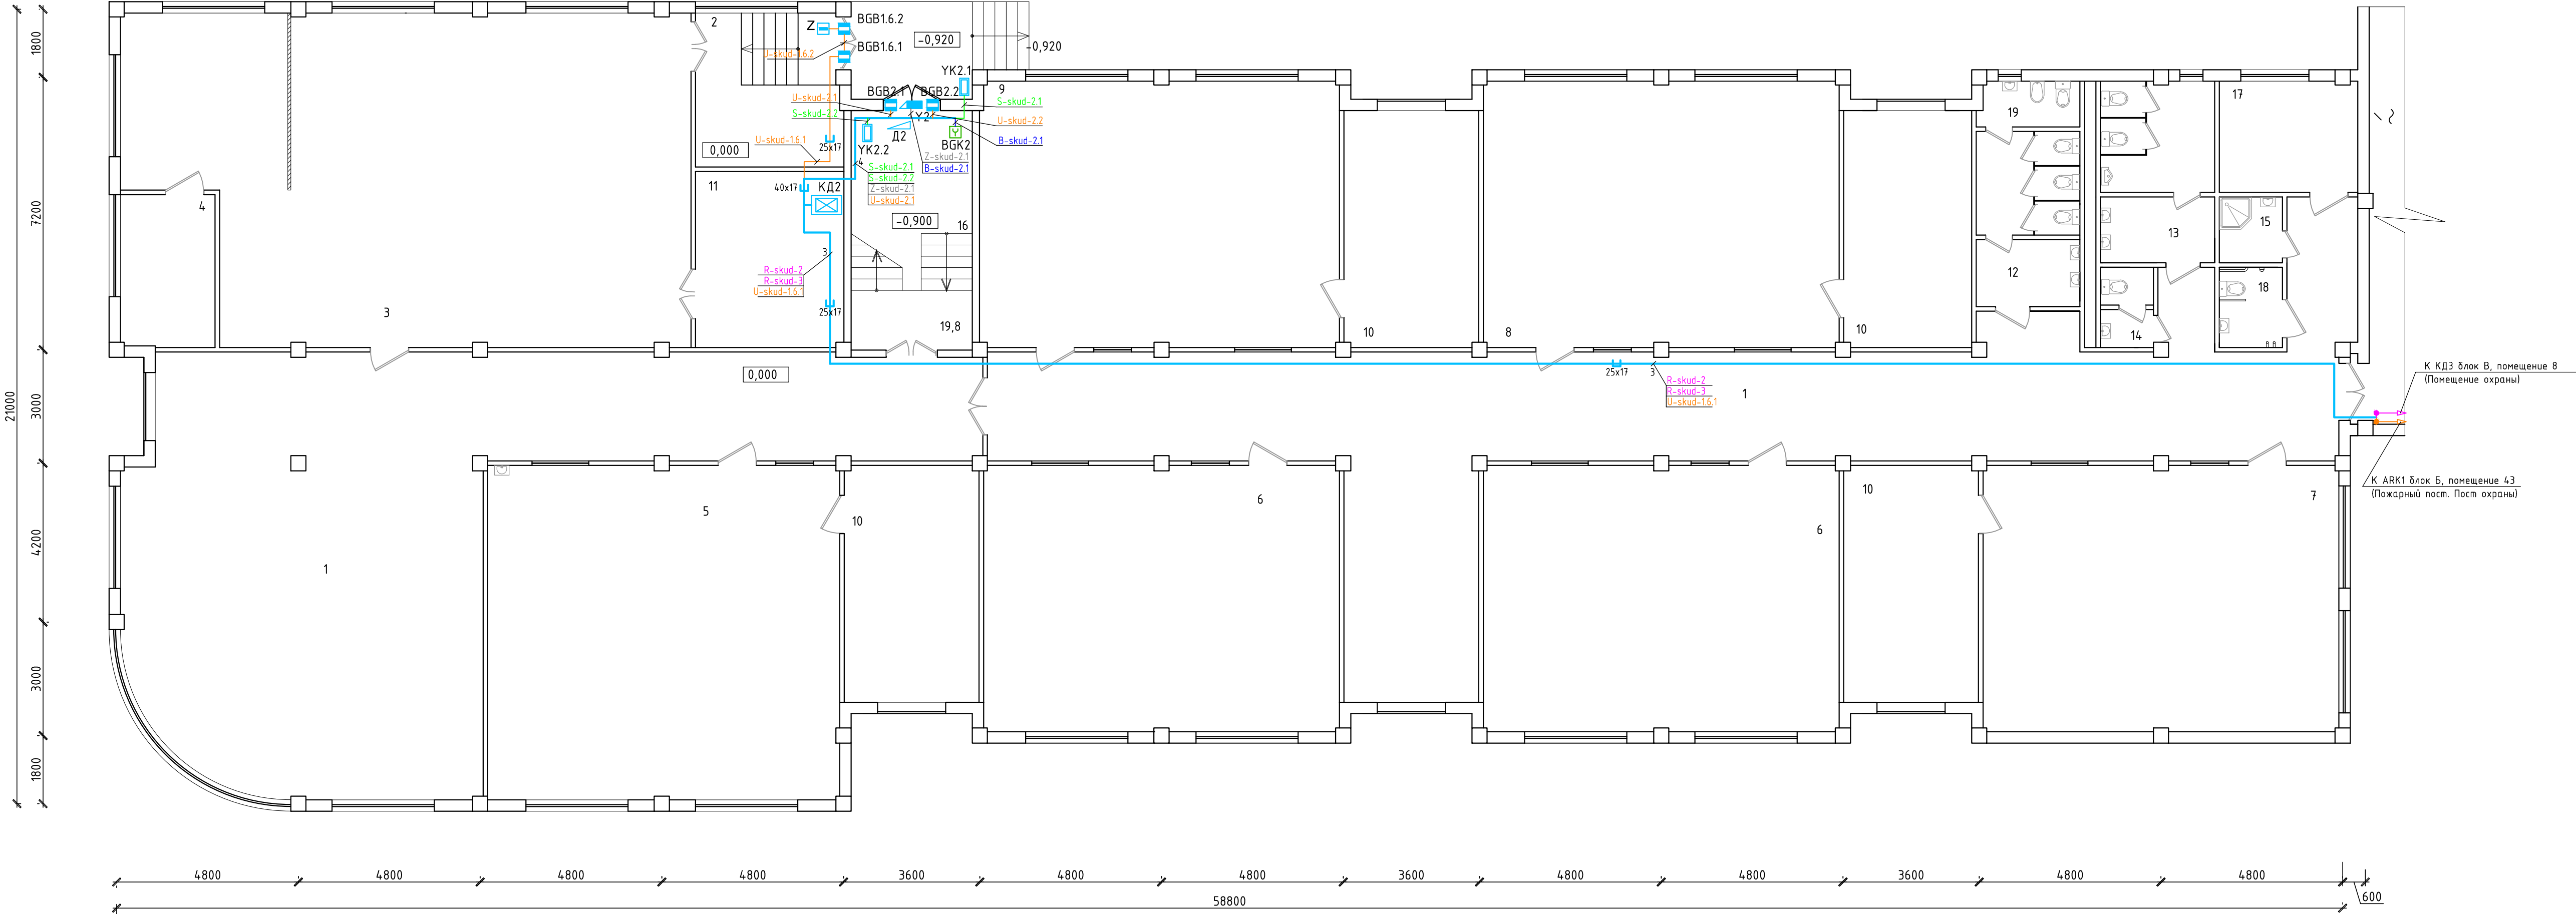 2
Z
BGB1.6.2
BGB1.6.1
U-skud-1.6.2
-0,920
-0,920
YK2.1
9
BGB2.1
BGB2.2
U-skud-2.1
S-skud-2.1
S-skud-2.2
Y2
U-skud-2.2
Д2
U-skud-1.6.1
25x17
YK2.2
BGK2
B-skud-2.1
0,000
4
Z-skud-2.1
B-skud-2.1
S-skud-2.1
S-skud-2.2
Z-skud-2.1
U-skud-2.1
11
40x17
КД2
4
-0,900
16
3
R-skud-2
R-skud-3
U-skud-1.6.1
25x17
3
19,8
10
8
10
19
17
13
15
12
18
14
0,000
25x17
3
R-skud-2
R-skud-3
U-skud-1.6.1
1
К КД3 блок В, помещение 8
(Помещение охраны)
К ARK1 блок Б, помещение 43
(Пожарный пост. Пост охраны)
5
10
6
6
10
7
1
1800
7200
3000
4200
3000
1800
21000
4800
4800
4800
4800
3600
4800
4800
3600
4800
4800
3600
4800
4800
600
58800